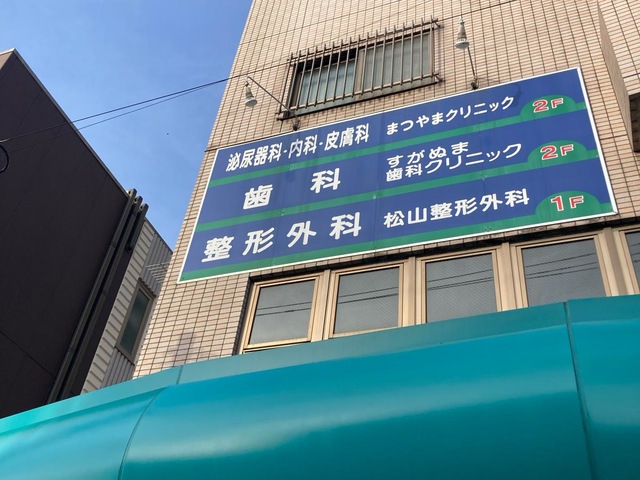 泌尿器科・内科・皮膚科 まつやまクリニック 2F
歯科 すがぬま
歯科クリニック 2F
整形外科 松山整形外科 1F